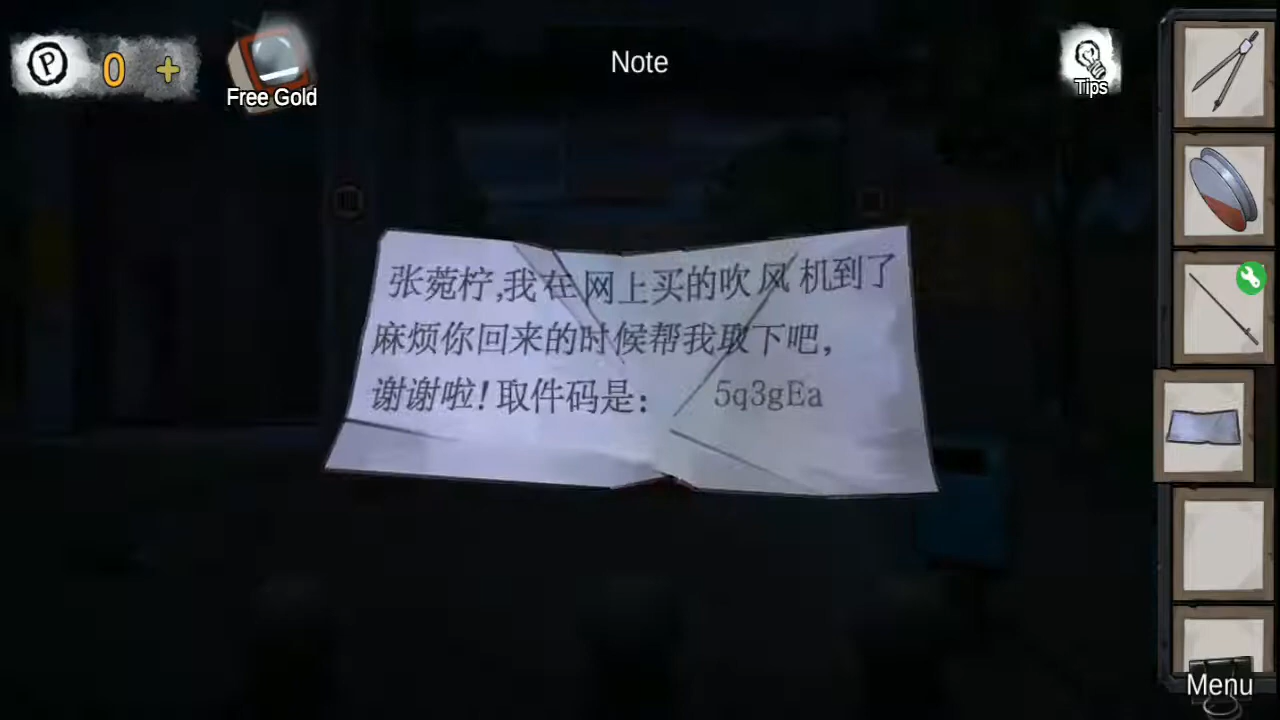 Note
0 +
Free Gold
Tips
张菀柠,我在网上买的吹风机到了
麻烦你回来的时候帮我取下吧，
谢谢啦!取件码是： 5q3gEa
Menu